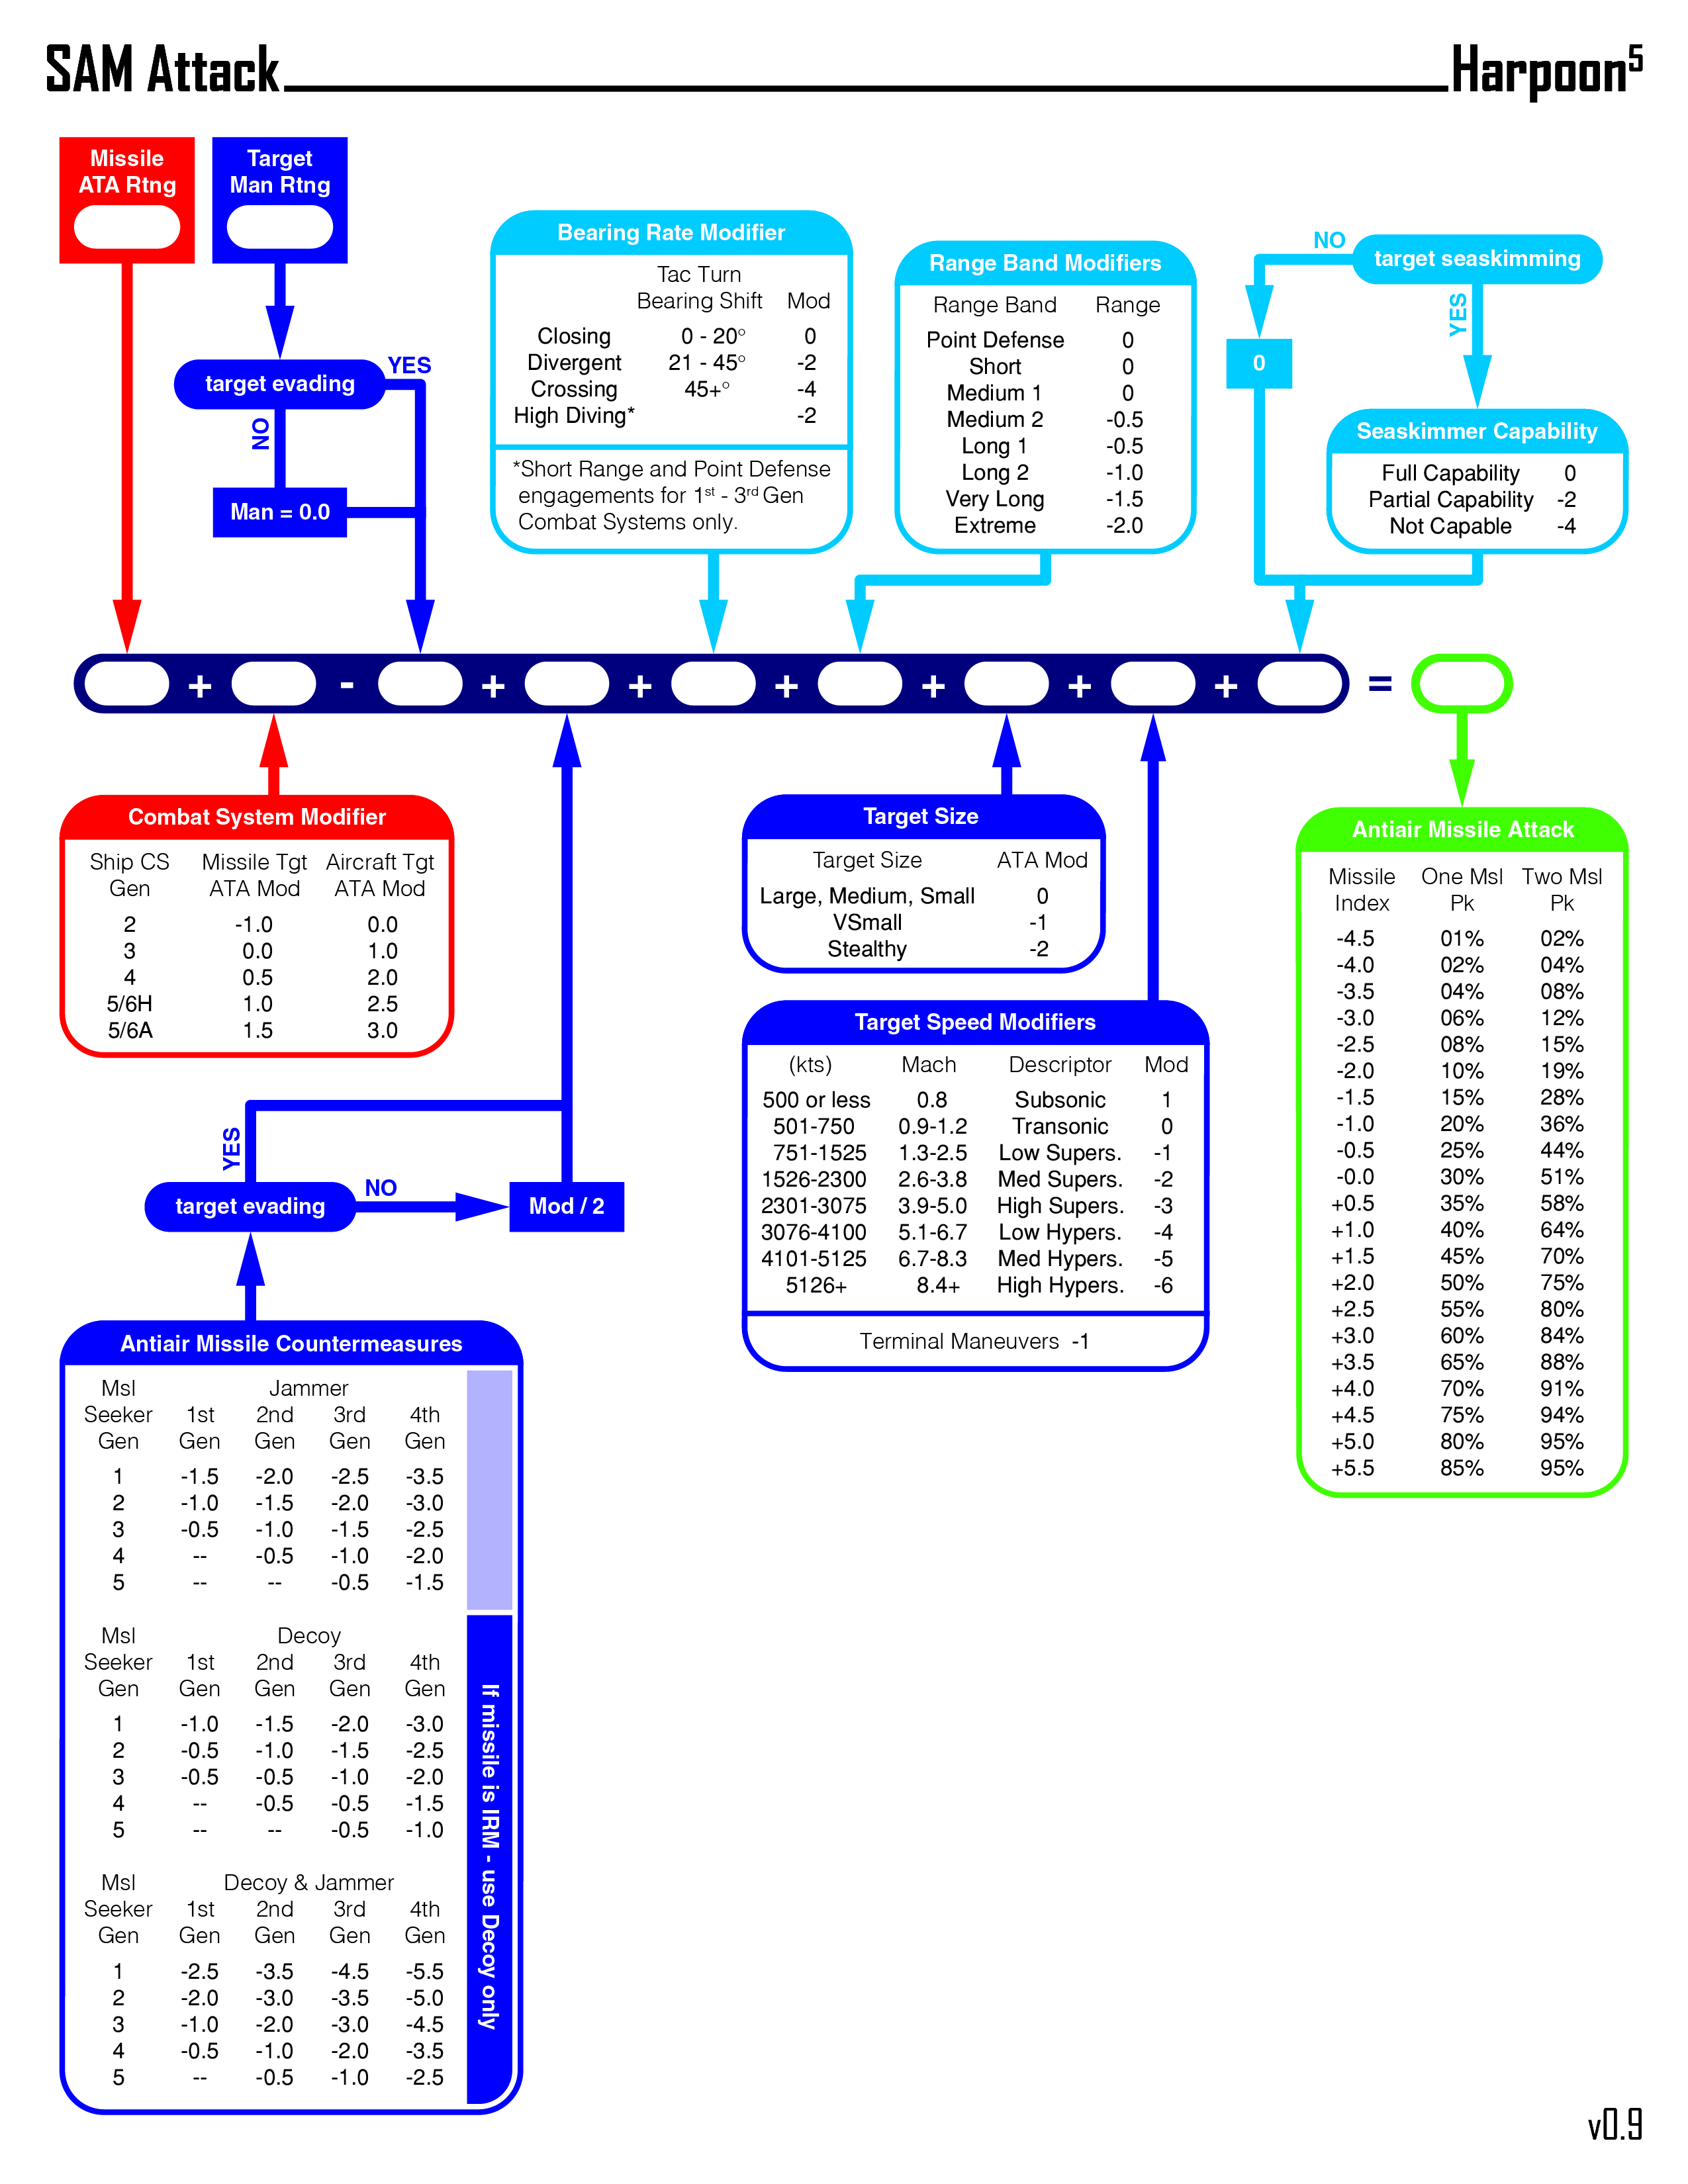 SAM Attack
Harpoon5
Missile
ATA Rtng
Target
Man Rtng
target evading
YES
NO
Man = 0.0
Bearing Rate Modifier
Tac Turn
Bearing Shift Mod
Closing 0 - 20° 0
Divergent 21 - 45° -2
Crossing 45+° -4
High Diving* -2
*Short Range and Point Defense
engagements for 1st - 3rd Gen
Combat Systems only.
Range Band Modifiers
Range Band Range
Point Defense 0
Short 0
Medium 1 0
Medium 2 -0.5
Long 1 -0.5
Long 2 -1.0
Very Long -1.5
Extreme -2.0
NO
target seaskimming
YES
0
Seaskimmer Capability
Full Capability 0
Partial Capability -2
Not Capable -4
+ - + + + + + + =
Combat System Modifier
Ship CS Missile Tgt Aircraft Tgt
Gen ATA Mod ATA Mod
2 -1.0 0.0
3 0.0 1.0
4 0.5 2.0
5/6H 1.0 2.5
5/6A 1.5 3.0
YES
target evading
NO
Mod / 2
Antiair Missile Countermeasures
Msl Jammer
Seeker 1st 2nd 3rd 4th
Gen Gen Gen Gen Gen
1 -1.5 -2.0 -2.5 -3.5
2 -1.0 -1.5 -2.0 -3.0
3 -0.5 -1.0 -1.5 -2.5
4 -- -0.5 -1.0 -2.0
5 -- -- -0.5 -1.5
Msl Decoy
Seeker 1st 2nd 3rd 4th
Gen Gen Gen Gen Gen
1 -1.0 -1.5 -2.0 -3.0
2 -0.5 -1.0 -1.5 -2.5
3 -0.5 -0.5 -1.0 -2.0
4 -- -0.5 -0.5 -1.5
5 -- -- -0.5 -1.0
Msl Decoy & Jammer
Seeker 1st 2nd 3rd 4th
Gen Gen Gen Gen Gen
1 -2.5 -3.5 -4.5 -5.5
2 -2.0 -3.0 -3.5 -5.0
3 -1.0 -2.0 -3.0 -4.5
4 -0.5 -1.0 -2.0 -3.5
5 -- -0.5 -1.0 -2.5
If missile is IRM - use Decoy only
Target Size
Target Size ATA Mod
Large, Medium, Small 0
VSmall -1
Stealthy -2
Target Speed Modifiers
(kts) Mach Descriptor Mod
500 or less 0.8 Subsonic 1
501-750 0.9-1.2 Transonic 0
751-1525 1.3-2.5 Low Supers. -1
1526-2300 2.6-3.8 Med Supers. -2
2301-3075 3.9-5.0 High Supers. -3
3076-4100 5.1-6.7 Low Hypers. -4
4101-5125 6.7-8.3 Med Hypers. -5
5126+ 8.4+ High Hypers. -6
Terminal Maneuvers -1
Antiair Missile Attack
Missile One Msl Two Msl
Index Pk Pk
-4.5 01% 02%
-4.0 02% 04%
-3.5 04% 08%
-3.0 06% 12%
-2.5 08% 15%
-2.0 10% 19%
-1.5 15% 28%
-1.0 20% 36%
-0.5 25% 44%
-0.0 30% 51%
+0.5 35% 58%
+1.0 40% 64%
+1.5 45% 70%
+2.0 50% 75%
+2.5 55% 80%
+3.0 60% 84%
+3.5 65% 88%
+4.0 70% 91%
+4.5 75% 94%
+5.0 80% 95%
+5.5 85% 95%
v0.9